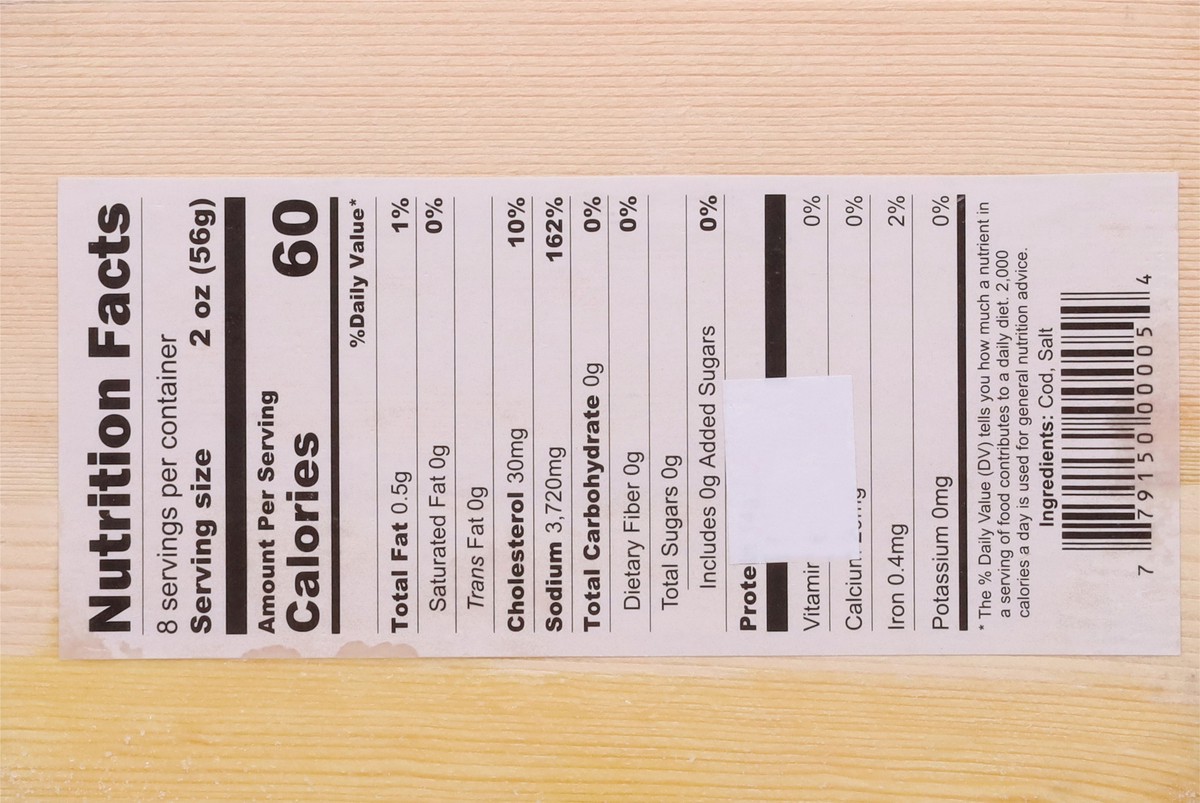 Nutrition Facts
8 servings per container
Serving size 2 oz (56g)
Amount Per Serving
Calories 60
%Daily Value*
Total Fat 0.5g 1%
Saturated Fat 0g 0%
Trans Fat 0g
Cholesterol 30mg 10%
Sodium 3,720mg 162%
Total Carbohydrate 0g 0%
Dietary Fiber 0g 0%
Total Sugars 0g
Includes 0g Added Sugars 0%
0%
0%
Iron 0.4mg 2%
Potassium 0mg 0%
* The % Daily Value (DV) tells you how much a nutrient in
a serving of food contributes to a daily diet. 2,000
calories a day is used for general nutrition advice.
Ingredients: Cod, Salt
7 79150 00005 4